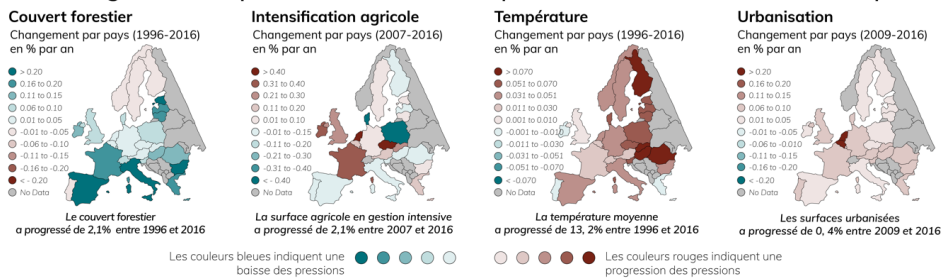 Couvert forestier
Changement par pays (1996-2016)
en % par an
> 0.20
0.16 to 0.20
0.11 to 0.15
0.06 to 0.10
0.01 to 0.05
-0.01 to -0.05
-0.06 to -0.10
-0.11 to -0.15
-0.16 to -0.20
< - 0.20
No Data
Le couvert forestier
a progressé de 2,1% entre 1996 et 2016
Intensification agricole
Changement par pays (2007-2016)
en % par an
> 0.40
0.31 to 0.40
0.21 to 0.30
0.11 to 0.20
0.01 to 0.10
-0.01 to -0.10
-0.11 to -0.20
-0.21 to -0.30
-0.31 to -0.40
< - 0.40
No Data
La surface agricole en gestion intensive
a progressé de 2,1% entre 2007 et 2016
Température
Changement par pays (1996-2016)
en % par an
> 0.070
0.051 to 0.070
0.031 to 0.051
0.011 to 0.030
0.001 to 0.010
-0.001 to -0.010
-0.011 to -0.030
-0.031 to -0.051
-0.051 to -0.070
< -0.070
No Data
La température moyenne
a progressé de 13, 2% entre 1996 et 2016
Urbanisation
Changement par pays (2009-2016)
en % par an
> 0.20
0.16 to 0.20
0.11 to 0.15
0.06 to 0.10
0.01 to 0.05
-0.01 to -0.05
-0.06 to -0.010
-0.11 to -0.15
-0.16 to -0.20
< -0.20
No Data
Les surfaces urbanisées
a progressé de 0, 4% entre 2009 et 2016
Les couleurs bleues indiquent une
baisse des pressions
Les couleurs rouges indiquent une
progression des pressions